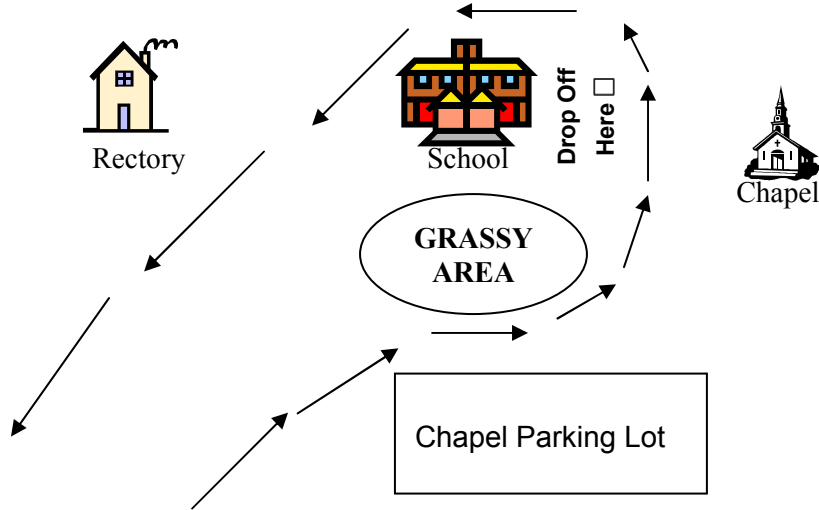 Rectory
School
Drop Off
Here □
Chapel
GRASSY
AREA
Chapel Parking Lot